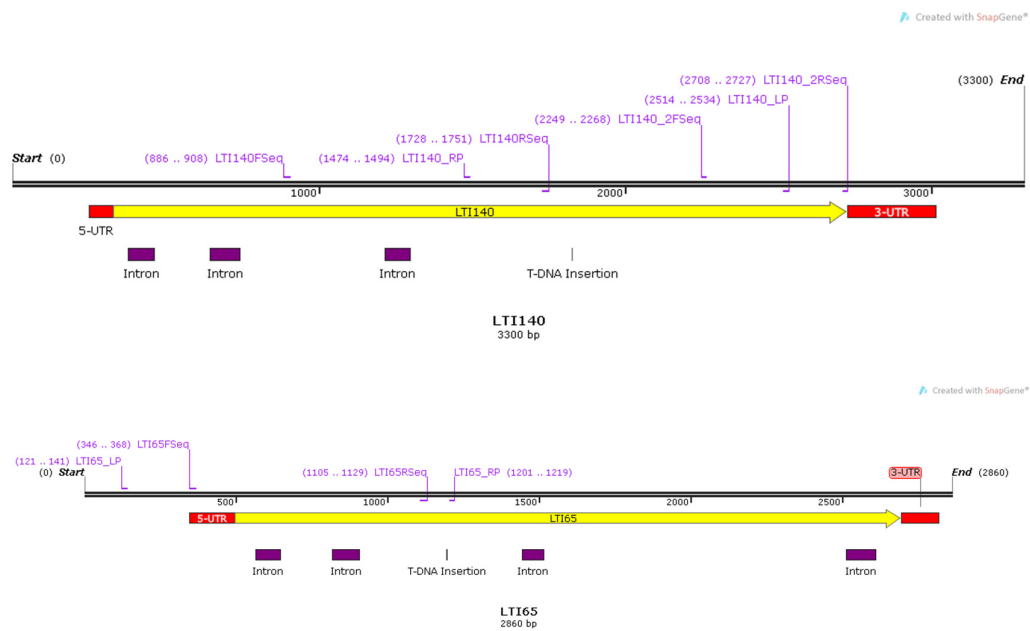 Created with SnapGene®
(2708 .. 2727) LTI140_2RSeq
(3300) End
(2514 .. 2534) LTI140_LP
(2249 .. 2268) LTI140_2FSeq
(1728 .. 1751) LTI140RSeq
Start (0)
(886 .. 908) LTI140FSeq
(1474 .. 1494) LTI140_RP
1000
2000
3000
LTI140
3-UTR
5-UTR
Intron
Intron
Intron
T-DNA Insertion
LTI140
3300 bp
Created with SnapGene®
(346 .. 368) LTI65FSeq
(121 .. 141) LTI65_LP
(0) Start
(1105 .. 1129) LTI65RSeq
LTI65_RP (1201 .. 1219)
3-UTR
End (2860)
500
1000
1500
2000
2500
5-UTR
LTI65
Intron
Intron
T-DNA Insertion
Intron
Intron
LTI65
2860 bp